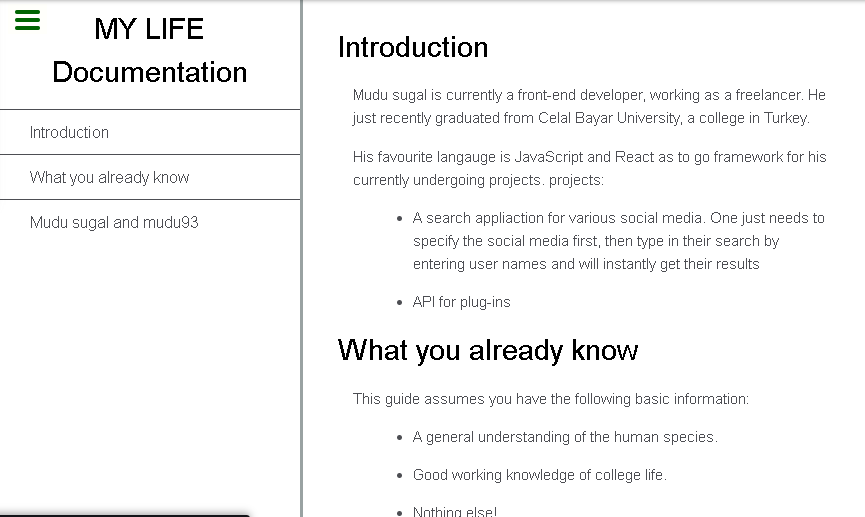 MY LIFE
Documentation
Introduction
What you already know
Mudu sugal and mudu93
Introduction
Mudu sugal is currently a front-end developer, working as a freelancer. He
just recently graduated from Celal Bayar University, a college in Turkey.
His favourite langauge is JavaScript and React as to go framework for his
currently undergoing projects. projects:
• A search appliaction for various social media. One just needs to
specify the social media first, then type in their search by
entering user names and will instantly get their results
• API for plug-ins
What you already know
This guide assumes you have the following basic information:
• A general understanding of the human species.
• Good working knowledge of college life.
• Nothing else!